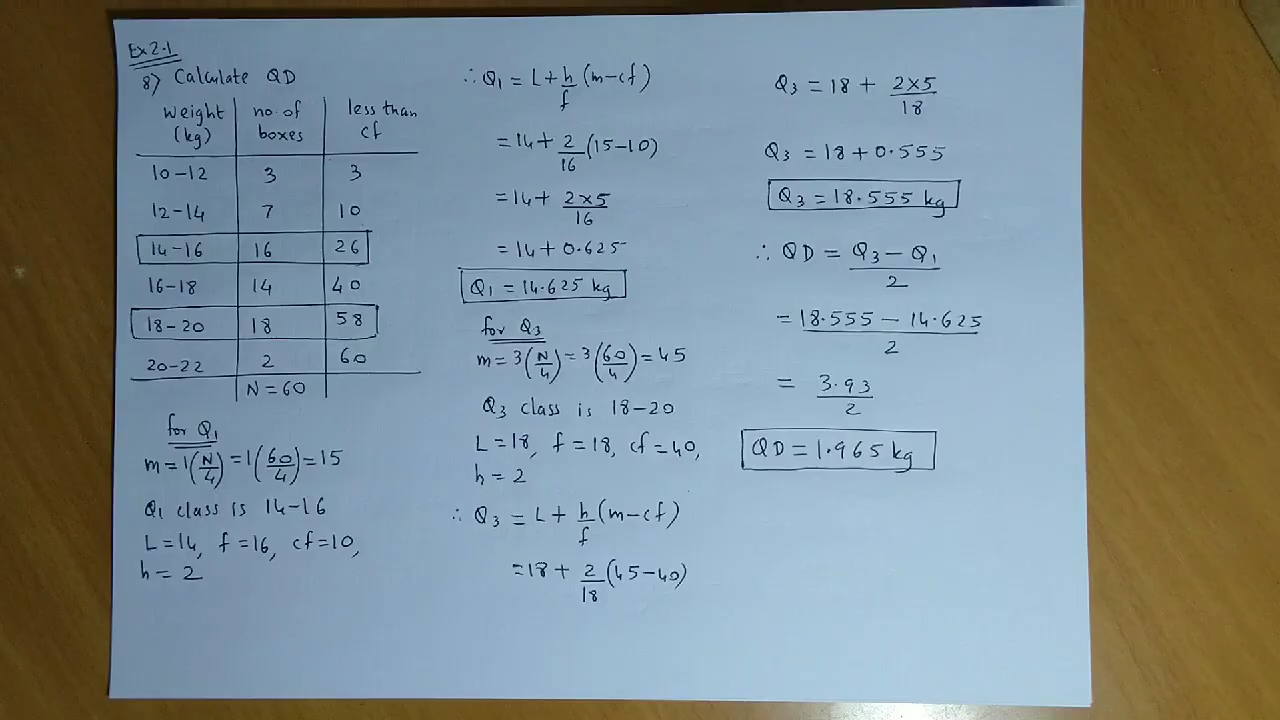 Ex 2.1
8) Calculate QD
weight (kg) | no. of boxes | less than cf
10-12 | 3 | 3
12-14 | 7 | 10
14-16 | 16 | 26
16-18 | 14 | 40
18-20 | 18 | 58
20-22 | 2 | 60
N = 60
for Q₁
m = 1(N/4) = 1(60/4) = 15
Q₁ class is 14-16
L = 14, f = 16, cf = 10,
h = 2
∴ Q₁ = L + h/f (m - cf)
= 14 + 2/16 (15-10)
= 14 + 2×5/16
= 14 + 0.625
Q₁ = 14.625 kg
for Q₃
m = 3(N/4) = 3(60/4) = 45
Q₃ class is 18-20
L = 18, f = 18, cf = 40,
h = 2
∴ Q₃ = L + h/f (m - cf)
= 18 + 2/18 (45-40)
Q₃ = 18 + 2×5/18
Q₃ = 18 + 0.555
Q₃ = 18.555 kg
∴ QD = Q₃ - Q₁/2
= 18.555 - 14.625/2
= 3.93/2
QD = 1.965 kg